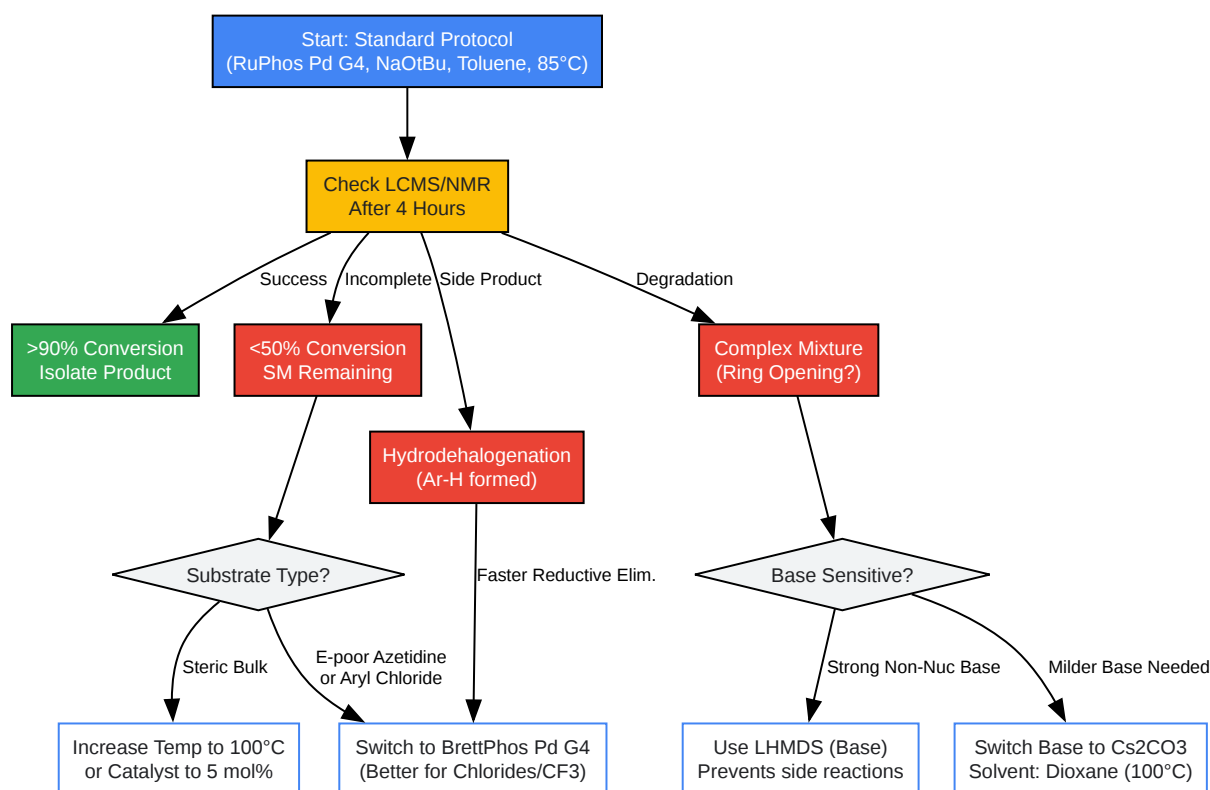 Start: Standard Protocol
(RuPhos Pd G4, NaOtBu, Toluene, 85°C)
Check LCMS/NMR
After 4 Hours
Success
Incomplete
Side Product
Degradation
>90% Conversion
Isolate Product
<50% Conversion
SM Remaining
Complex Mixture
(Ring Opening?)
Hydrodehalogenation
(Ar-H formed)
Substrate Type?
Faster Reductive Elim.
Base Sensitive?
Steric Bulk
E-poor Azetidine
or Aryl Chloride
Strong Non-Nuc Base
Milder Base Needed
Increase Temp to 100°C
or Catalyst to 5 mol%
Switch to BrettPhos Pd G4
(Better for Chlorides/CF3)
Use LHMDS (Base)
Prevents side reactions
Switch Base to Cs2CO3
Solvent: Dioxane (100°C)